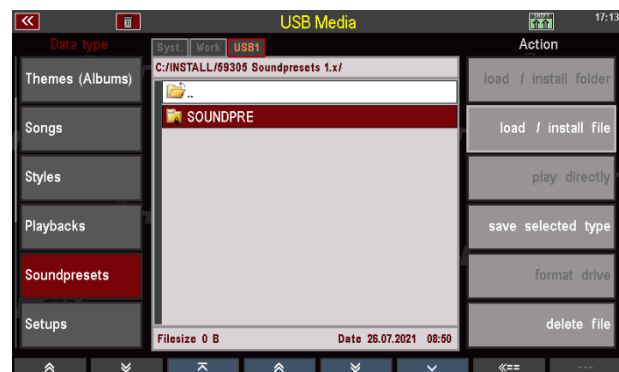 USB Media
17:13
Data type
Syst. Work USB1
Action
C:/INSTALL/59305 Soundpresets 1.x/
Themes (Albums)
..
load / install folder
SOUNDPRE
Songs
load / install file
Styles
play directly
Playbacks
save selected type
Soundpresets
format drive
Setups
delete file
Filesize 0 B
Date 26.07.2021 08:50